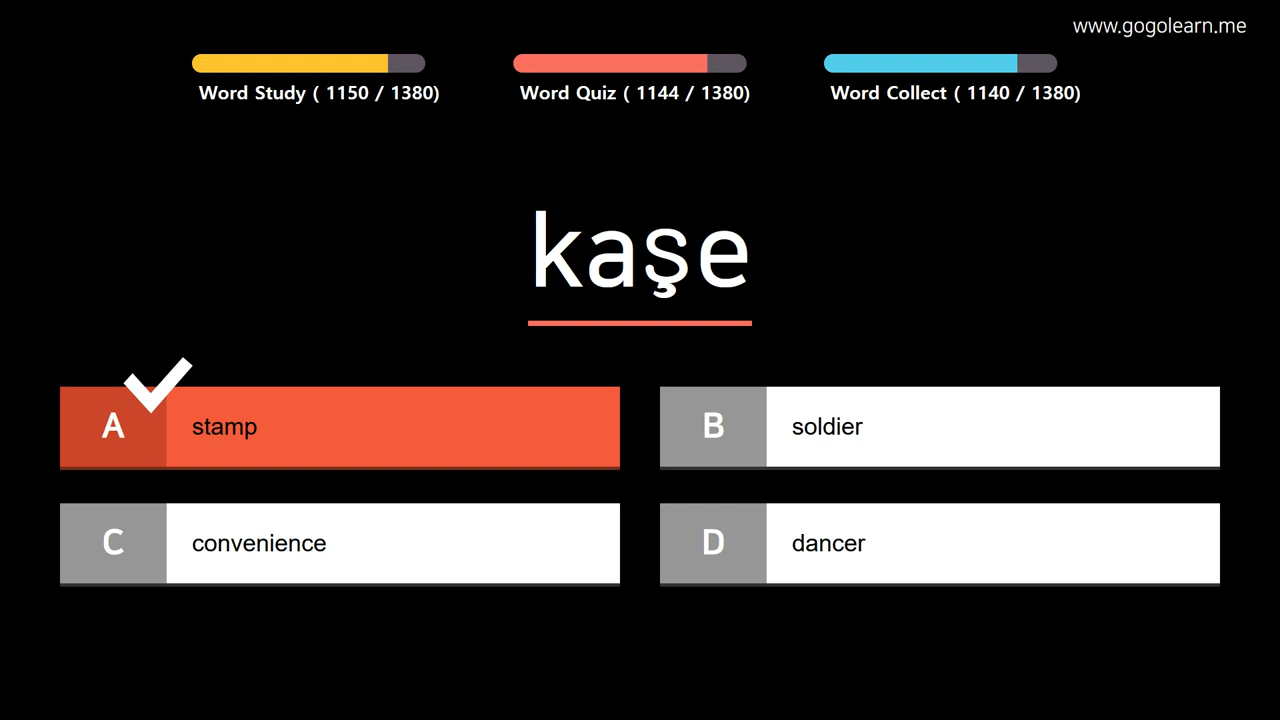 www.gogolearn.me
Word Study ( 1150 / 1380)
Word Quiz ( 1144 / 1380)
Word Collect ( 1140 / 1380)
kaşe
A stamp
B soldier
C convenience
D dancer